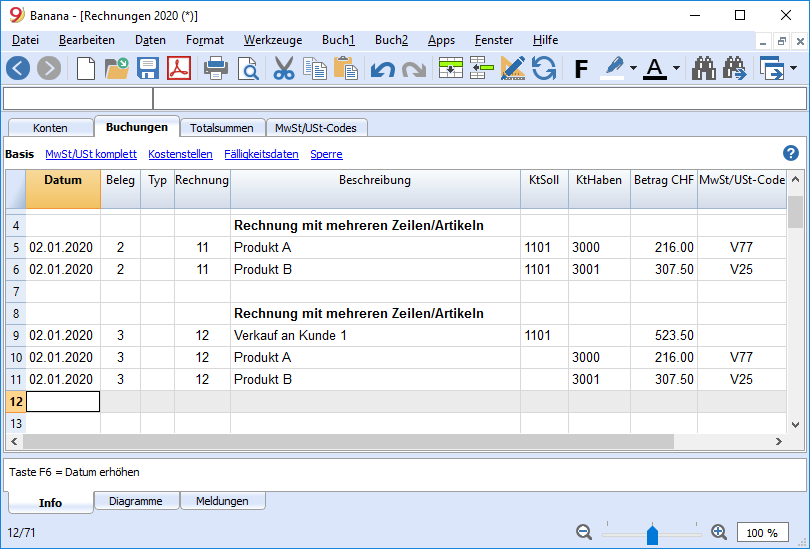 Banana - [Rechnungen 2020 (*)]
Datei Bearbeiten Daten Format Werkzeuge Buch1 Buch2 Apps Fenster Hilfe
F A
Konten Buchungen Totalsummen MwSt/USt-Codes
Basis MwSt/USt komplett Kostenstellen Fälligkeitsdaten Sperre ?
Datum Beleg Typ Rechnung Beschreibung KtSoll KtHaben Betrag CHF MwSt/USt-Code
4 Rechnung mit mehreren Zeilen/Artikeln
5 02.01.2020 2 11 Produkt A 1101 3000 216.00 V77
6 02.01.2020 2 11 Produkt B 1101 3001 307.50 V25
7
8 Rechnung mit mehreren Zeilen/Artikeln
9 02.01.2020 3 12 Verkauf an Kunde 1 1101 523.50
10 02.01.2020 3 12 Produkt A 3000 216.00 V77
11 02.01.2020 3 12 Produkt B 3001 307.50 V25
12
13
Taste F6 = Datum erhöhen
Info Diagramme Meldungen
12/71 100 %